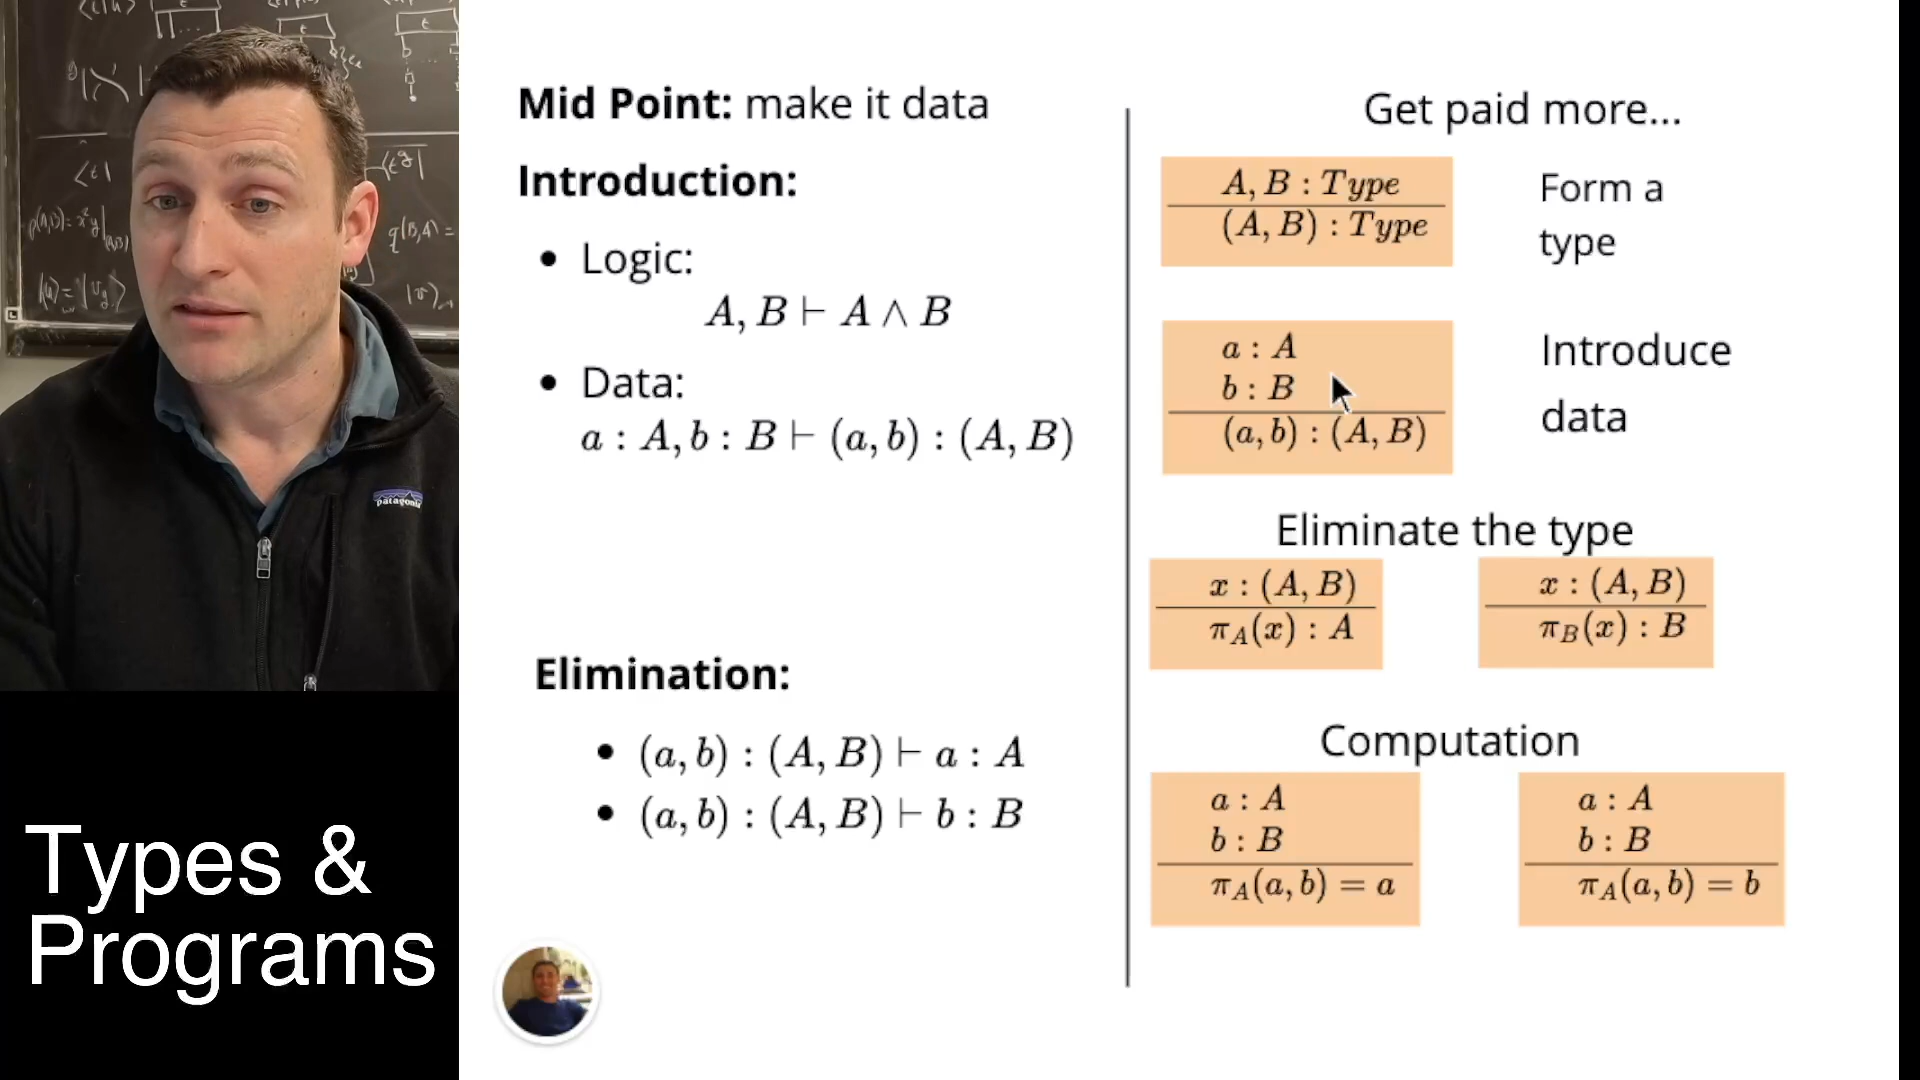 Mid Point: make it data
Introduction:
• Logic:
A, B ⊢ A ∧ B
• Data:
a : A, b : B ⊢ (a, b) : (A, B)
Elimination:
• (a, b) : (A, B) ⊢ a : A
• (a, b) : (A, B) ⊢ b : B
Get paid more...
A, B : Type
(A, B) : Type
Form a
type
a : A
b : B
(a, b) : (A, B)
Introduce
data
Eliminate the type
x : (A, B)
π_A(x) : A
x : (A, B)
π_B(x) : B
Computation
a : A
b : B
π_A(a, b) = a
a : A
b : B
π_A(a, b) = b
patagonia
Types &
Programs